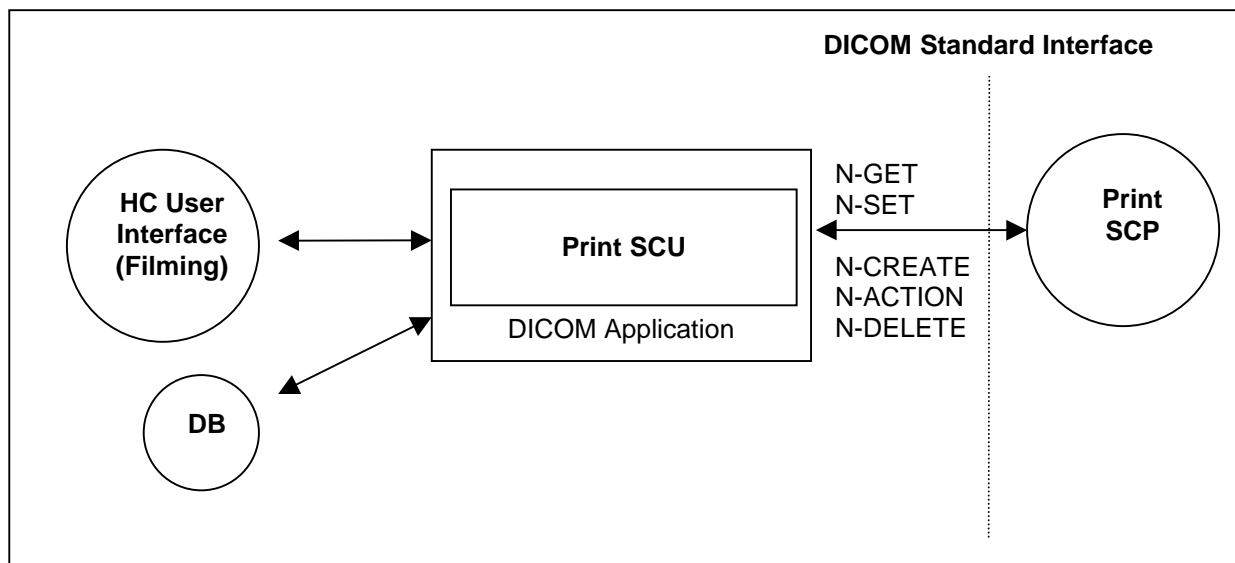 DICOM Standard Interface
HC User
Interface
(Filming)
DB
Print SCU
DICOM Application
N-GET
N-SET
N-CREATE
N-ACTION
N-DELETE
Print
SCP